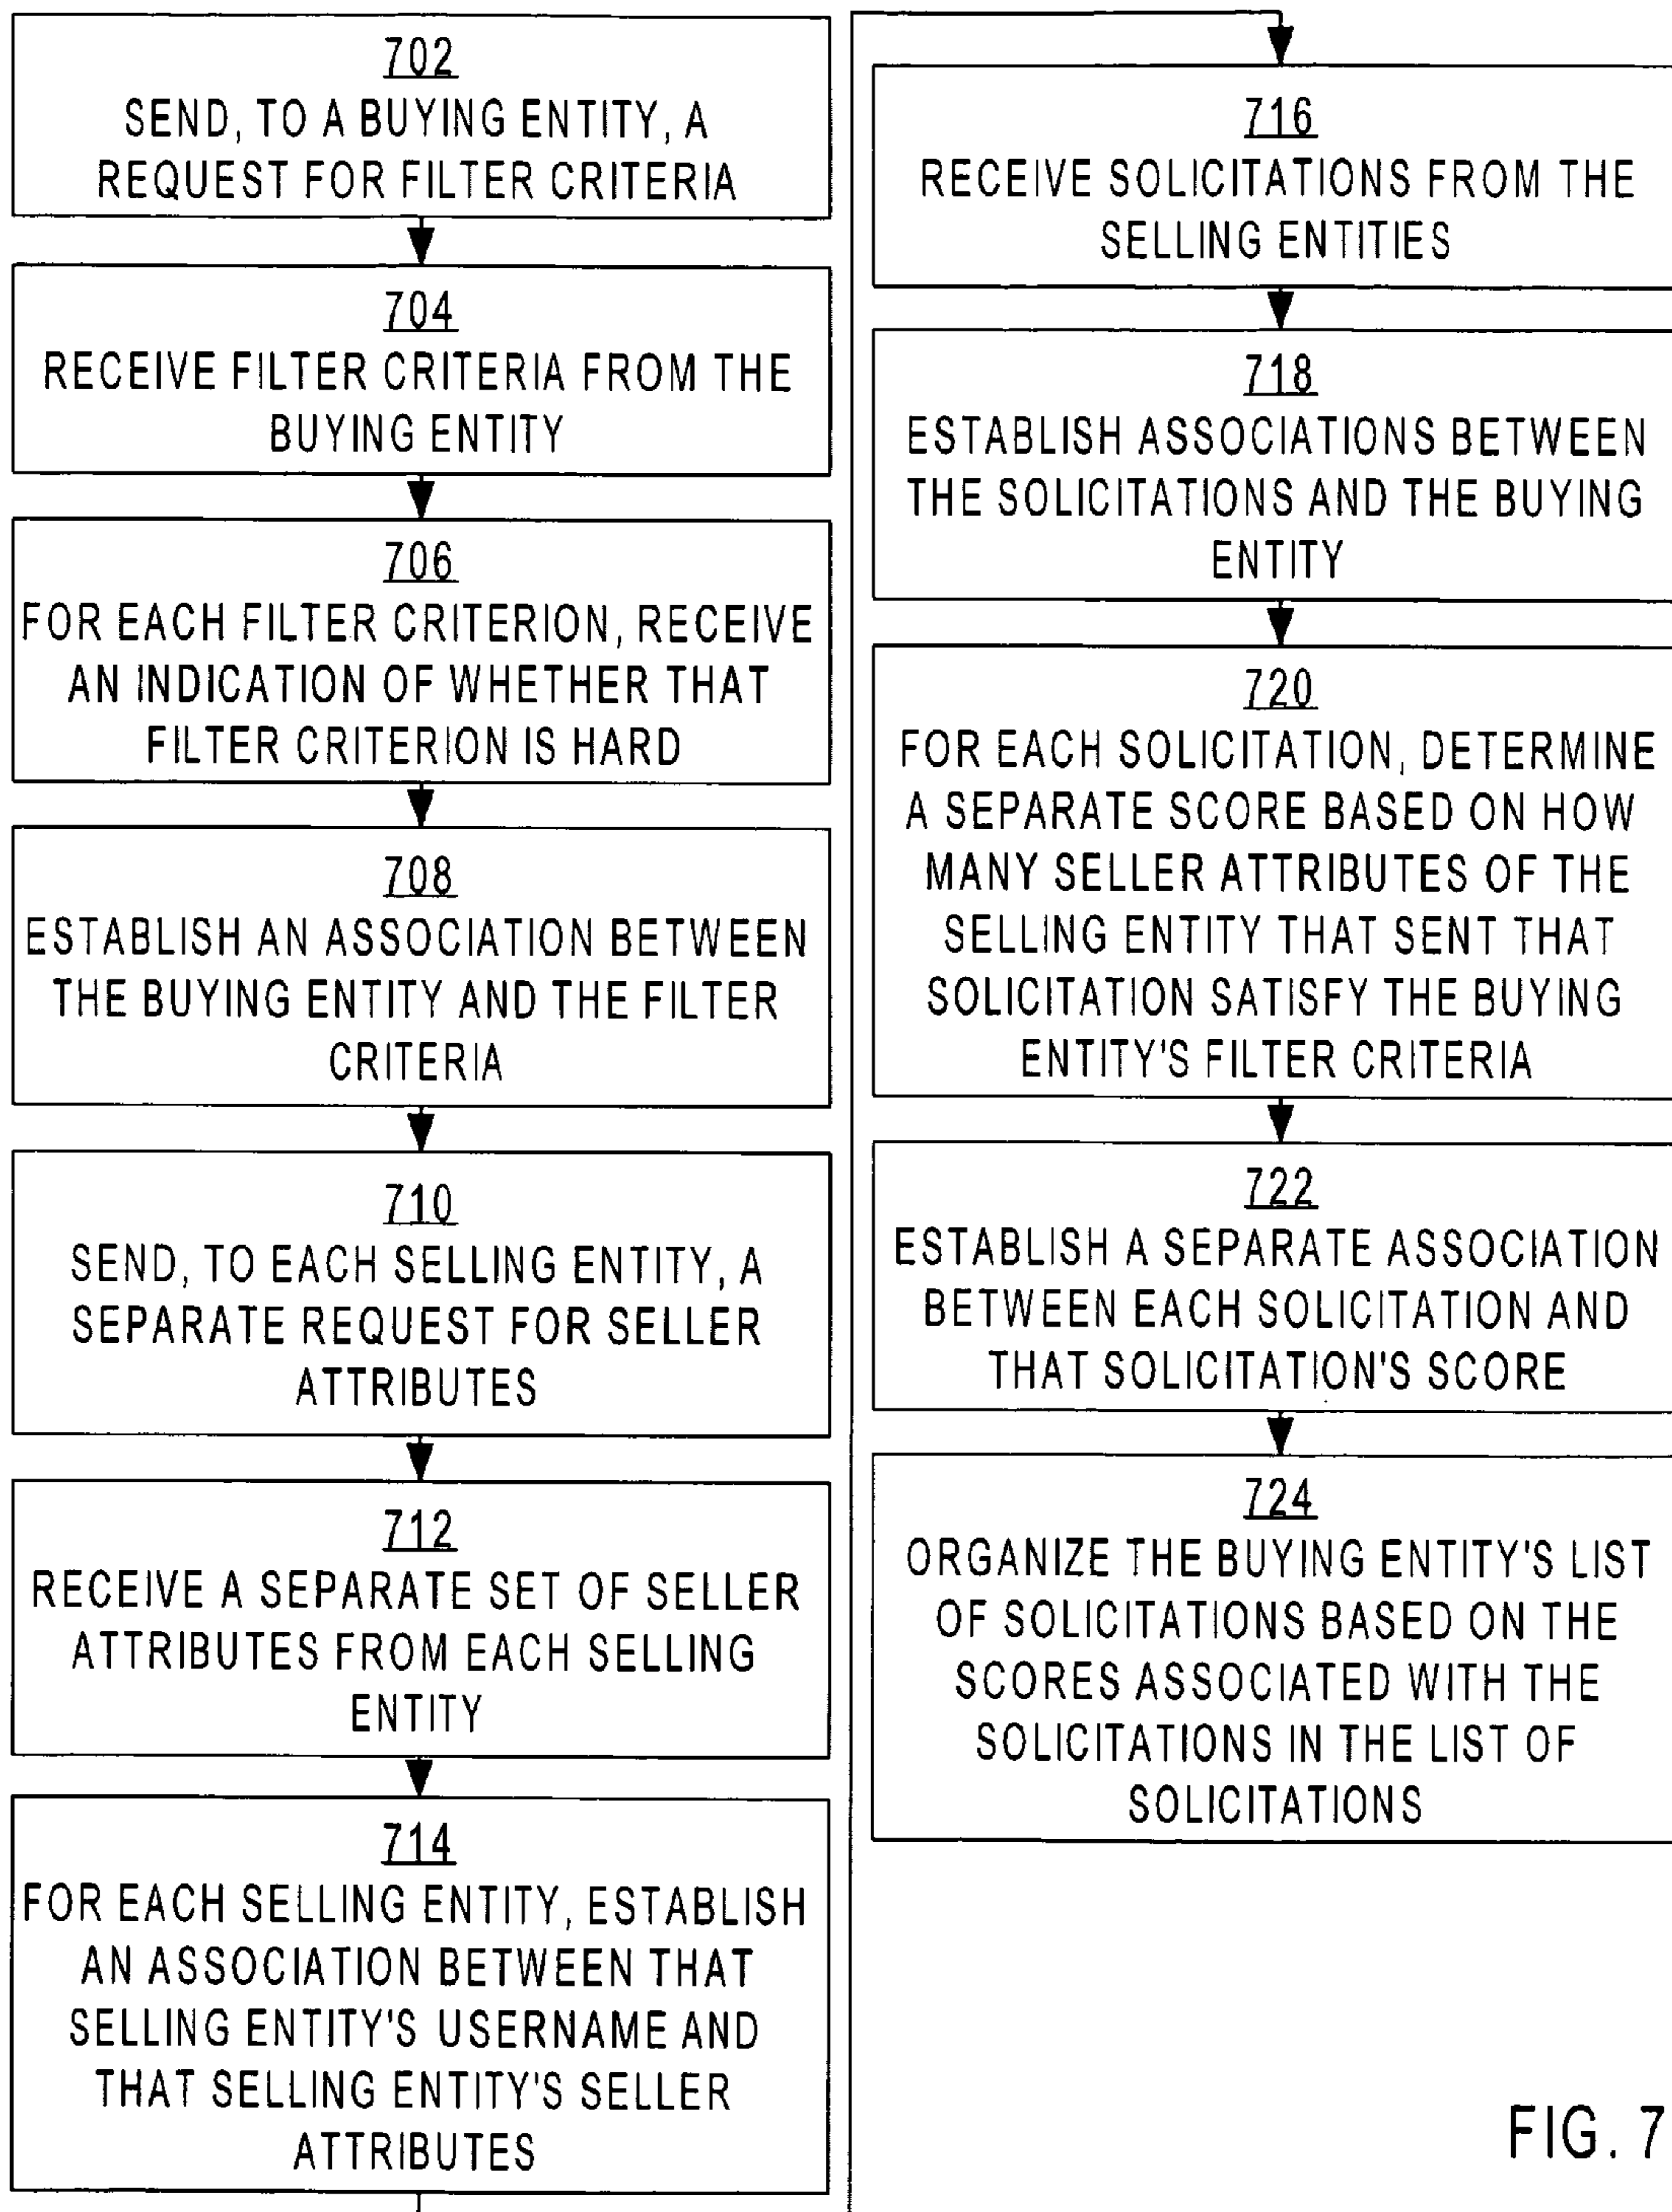 702
SEND, TO A BUYING ENTITY, A
REQUEST FOR FILTER CRITERIA
704
RECEIVE FILTER CRITERIA FROM THE
BUYING ENTITY
706
FOR EACH FILTER CRITERION, RECEIVE
AN INDICATION OF WHETHER THAT
FILTER CRITERION IS HARD
708
ESTABLISH AN ASSOCIATION BETWEEN
THE BUYING ENTITY AND THE FILTER
CRITERIA
710
SEND, TO EACH SELLING ENTITY, A
SEPARATE REQUEST FOR SELLER
ATTRIBUTES
712
RECEIVE A SEPARATE SET OF SELLER
ATTRIBUTES FROM EACH SELLING
ENTITY
714
FOR EACH SELLING ENTITY, ESTABLISH
AN ASSOCIATION BETWEEN THAT
SELLING ENTITY'S USERNAME AND
THAT SELLING ENTITY'S SELLER
ATTRIBUTES
716
RECEIVE SOLICITATIONS FROM THE
SELLING ENTITIES
718
ESTABLISH ASSOCIATIONS BETWEEN
THE SOLICITATIONS AND THE BUYING
ENTITY
720
FOR EACH SOLICITATION, DETERMINE
A SEPARATE SCORE BASED ON HOW
MANY SELLER ATTRIBUTES OF THE
SELLING ENTITY THAT SENT THAT
SOLICITATION SATISFY THE BUYING
ENTITY'S FILTER CRITERIA
722
ESTABLISH A SEPARATE ASSOCIATION
BETWEEN EACH SOLICITATION AND
THAT SOLICITATION'S SCORE
724
ORGANIZE THE BUYING ENTITY'S LIST
OF SOLICITATIONS BASED ON THE
SCORES ASSOCIATED WITH THE
SOLICITATIONS IN THE LIST OF
SOLICITATIONS
FIG. 7